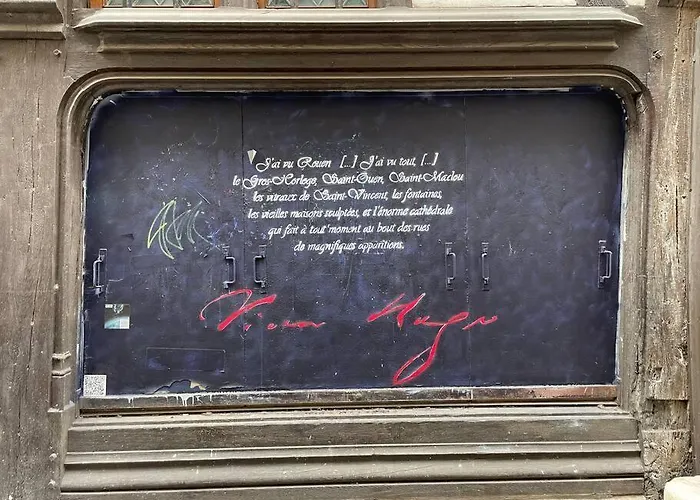 J'ai vu Rouen [...] J'ai vu tout, [...]
le Gros-Horloge, Saint-Ouen, Saint-Maclou
les vitraux de Saint-Vincent, les fontaines,
les vieilles maisons sculptées, et l'énorme cathédrale
qui fait à tout moment au bout des rues
de magnifiques apparitions.
Victor Hugo